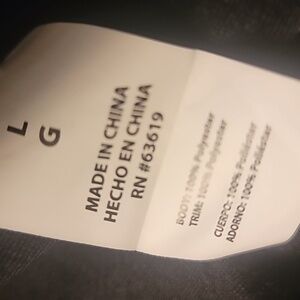 L
G
MADE IN CHINA
HECHO EN CHINA
RN #63619
BODY: 100% Polyester
TRIM: 100% Polyester
CUERPO: 100% Poliéster
ADORNO: 100% Poliéster